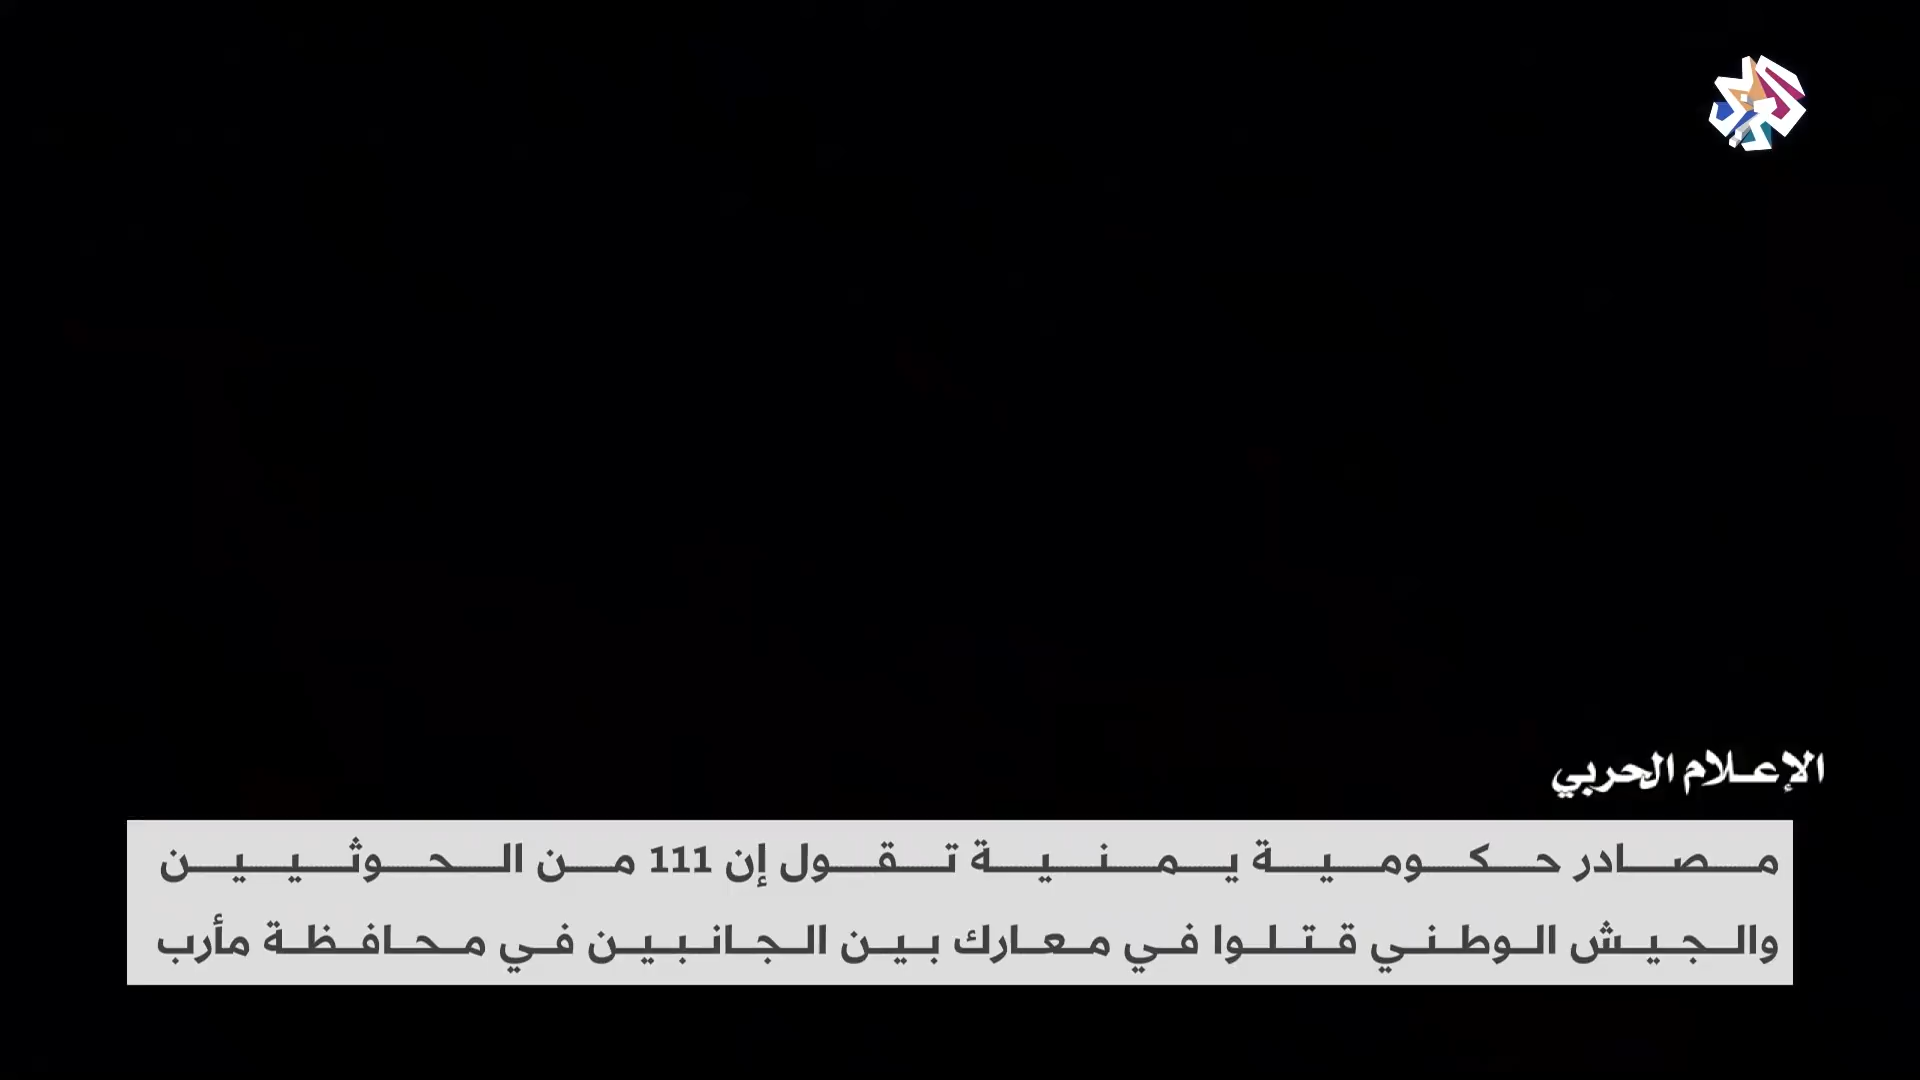 الإعلام الحربي
مصادر حكومية يمنية تقول إن 111 من الحوثيين
والجيش الوطني قتلوا في معارك بين الجانبين في محافظة مأرب